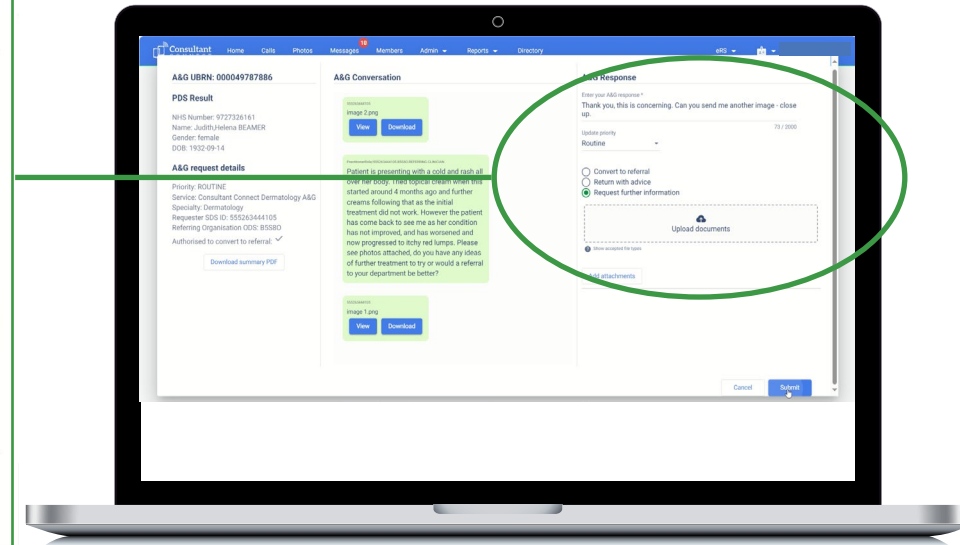 Consultant
Home Calls Photos Messages 18 Members Admin Reports Directory eRS
A&G UBRN: 000049787886
PDS Result
NHS Number: 9727326161
Name: Judith,Helena BEAMER
Gender: female
DOB: 1932-09-14
A&G request details
Priority: ROUTINE
Service: Consultant Connect Dermatology A&G
Specialty: Dermatology
Requester SDS ID: 555263444105
Referring Organisation ODS: B5S8O
Authorised to convert to referral:
Download summary PDF
A&G Conversation
image 2.png
View Download
Patient is presenting with a cold and rash all
over her body. Tried topical cream when this
started around 4 months ago and further
creams following that as the initial
treatment did not work. However the patient
has come back to see me as her condition
has not improved, and has worsened and
now progressed to itchy red lumps. Please
see photos attached, do you have any ideas
of further treatment to try or would a referral
to your department be better?
image 1.png
View Download
A&G Response
Enter your A&G response *
Thank you, this is concerning. Can you send me another image - close
up.
73 / 2000
Update priority
Routine
Convert to referral
Return with advice
Request further information
Upload documents
Show accepted file types
Add attachments
Cancel Submit